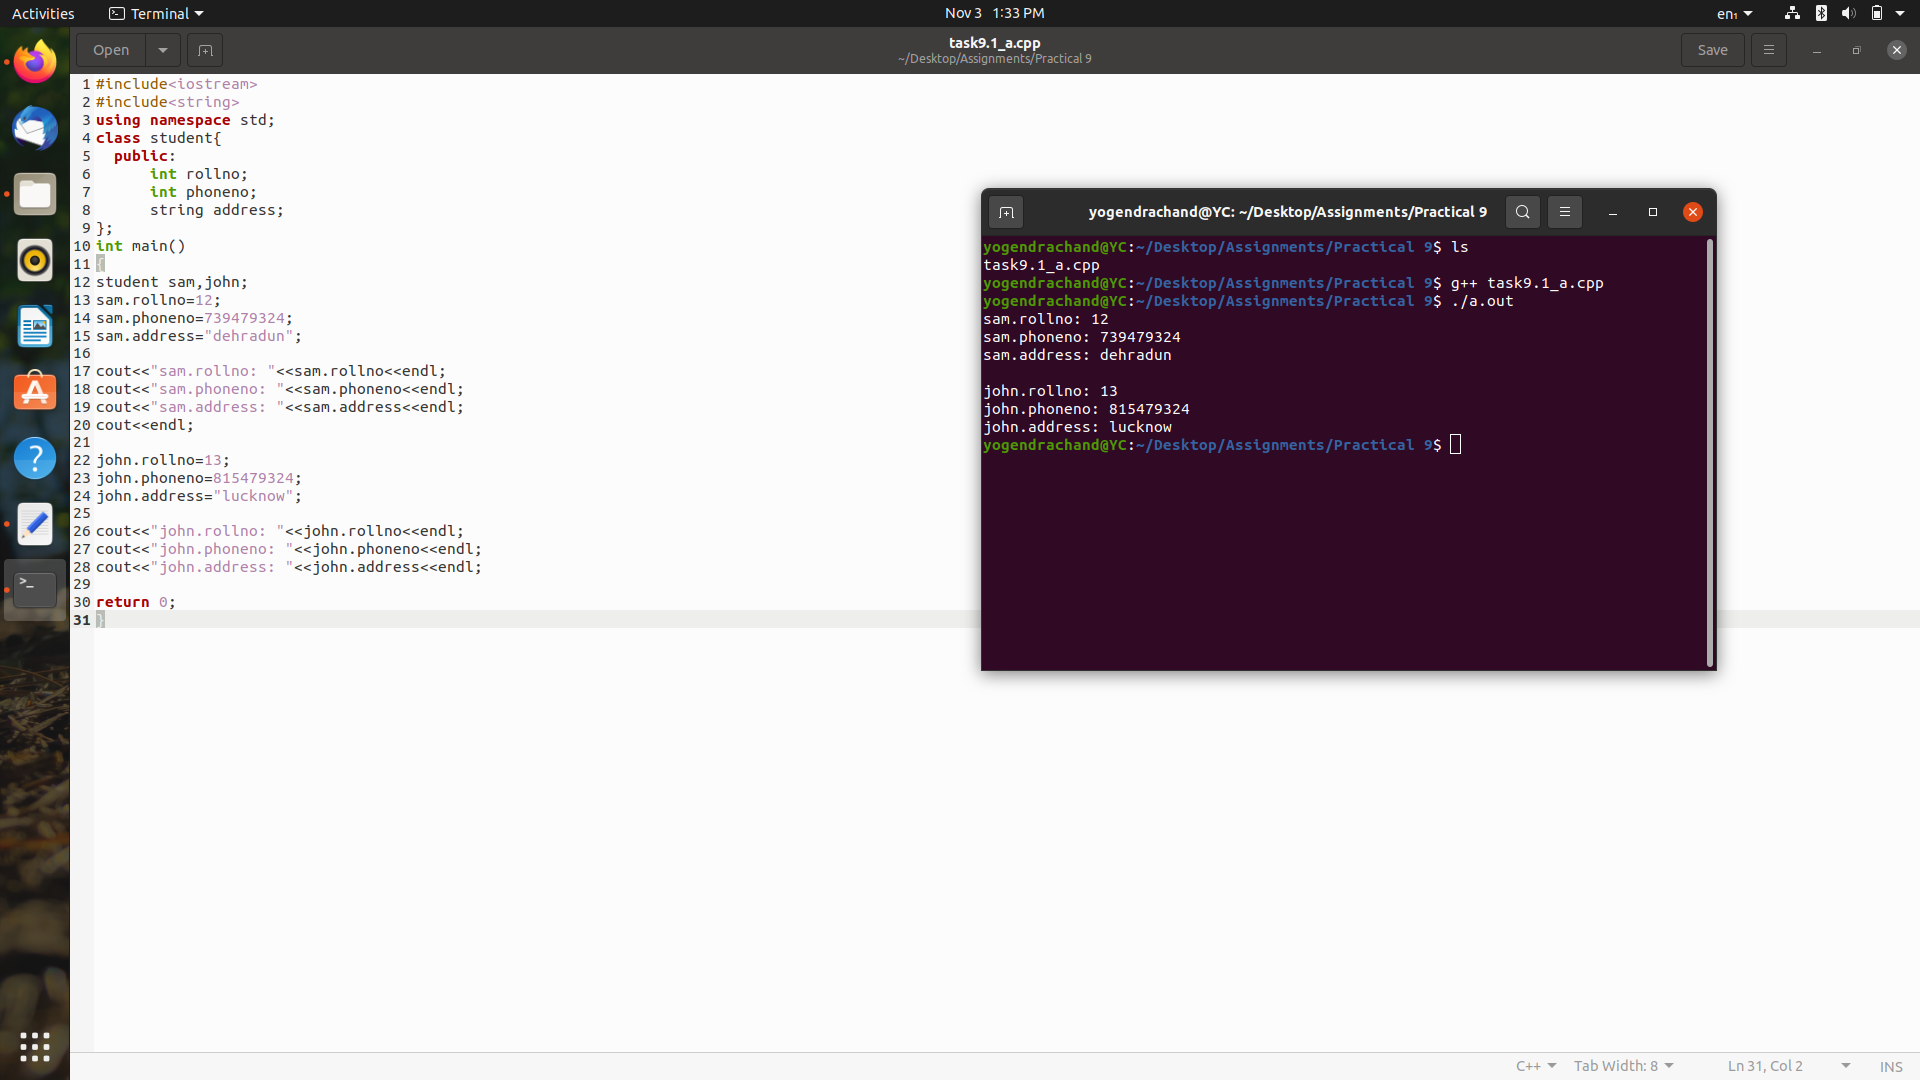 Activities
Terminal
Nov 3 1:33 PM
en₁
Open
task9.1_a.cpp
~/Desktop/Assignments/Practical 9
Save
1 #include<iostream>
2 #include<string>
3 using namespace std;
4 class student{
5 public:
6 int rollno;
7 int phoneno;
8 string address;
9 };
10 int main()
11 {
12 student sam,john;
13 sam.rollno=12;
14 sam.phoneno=739479324;
15 sam.address="dehradun";
16
17 cout<<"sam.rollno: "<<sam.rollno<<endl;
18 cout<<"sam.phoneno: "<<sam.phoneno<<endl;
19 cout<<"sam.address: "<<sam.address<<endl;
20 cout<<endl;
21
22 john.rollno=13;
23 john.phoneno=815479324;
24 john.address="lucknow";
25
26 cout<<"john.rollno: "<<john.rollno<<endl;
27 cout<<"john.phoneno: "<<john.phoneno<<endl;
28 cout<<"john.address: "<<john.address<<endl;
29
30 return 0;
31 }
yogendrachand@YC: ~/Desktop/Assignments/Practical 9
yogendrachand@YC:~/Desktop/Assignments/Practical 9$ ls
task9.1_a.cpp
yogendrachand@YC:~/Desktop/Assignments/Practical 9$ g++ task9.1_a.cpp
yogendrachand@YC:~/Desktop/Assignments/Practical 9$ ./a.out
sam.rollno: 12
sam.phoneno: 739479324
sam.address: dehradun
john.rollno: 13
john.phoneno: 815479324
john.address: lucknow
yogendrachand@YC:~/Desktop/Assignments/Practical 9$
C++
Tab Width: 8
Ln 31, Col 2
INS